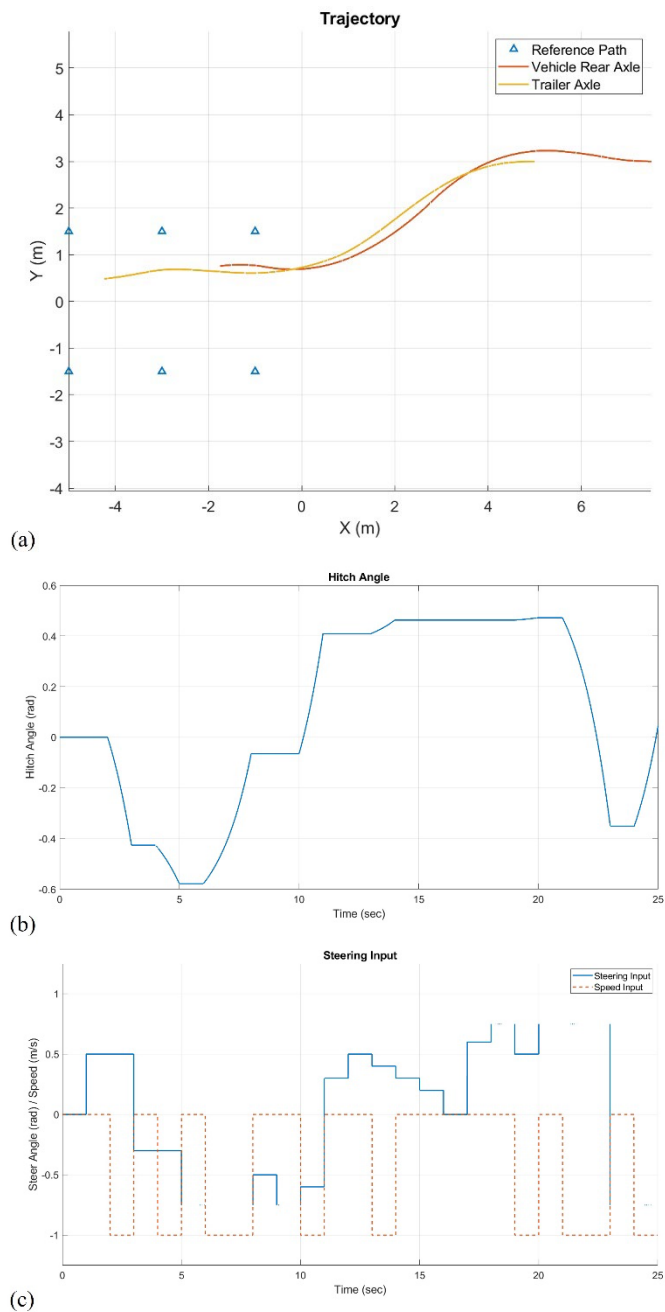 Trajectory
Reference Path
Vehicle Rear Axle
Trailer Axle
5
4
3
2
1
0
-1
-2
-3
-4
Y (m)
-4 -2 0 2 4 6
X (m)
(a)
Hitch Angle
0.6
0.4
0.2
0
-0.2
-0.4
-0.6
Hitch Angle (rad)
0 5 10 15 20 25
Time (sec)
(b)
Steering Input
Steering Input
Speed Input
1
0.5
0
-0.5
-1
Steer Angle (rad) / Speed (m/s)
0 5 10 15 20 25
Time (sec)
(c)